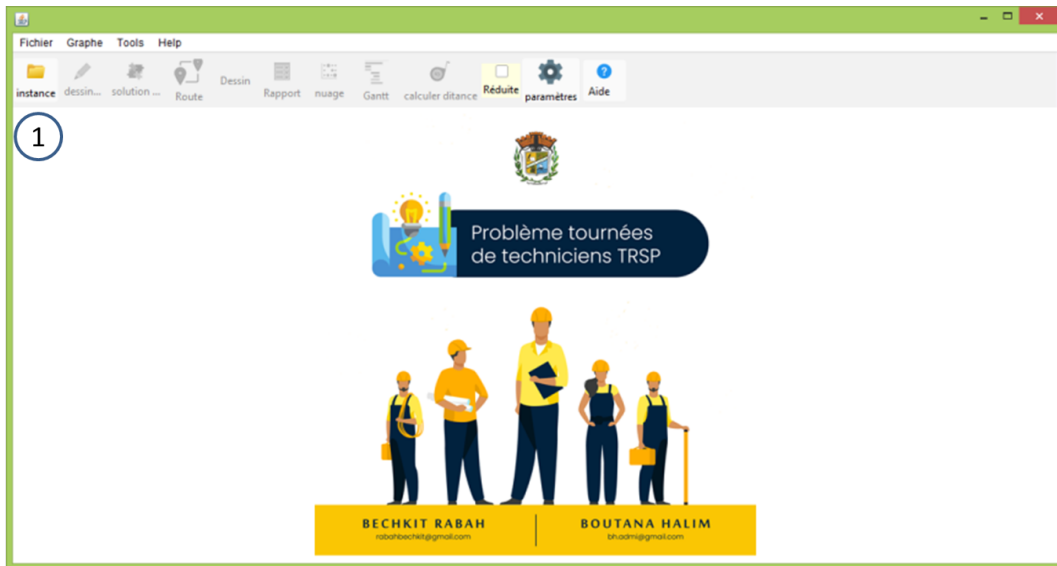 Fichier Graphe Tools Help
instance dessin... solution ... Route Dessin Rapport nuage Gantt calculer ditance Réduite paramètres Aide
1
Problème tournées
de techniciens TRSP
BECHKIT RABAH
rabahbechkit@gmail.com
BOUTANA HALIM
bh.admi@gmail.com